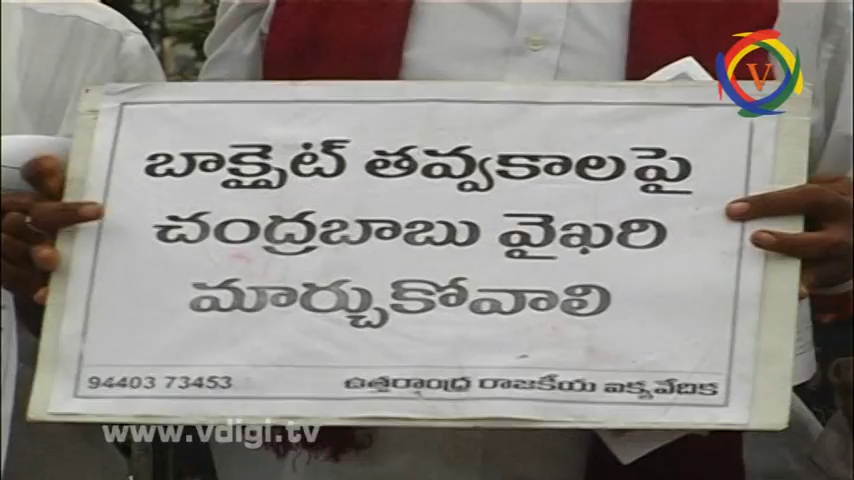 V
బాక్సైట్ తవ్వకాలపై
చంద్రబాబు వైఖరి
మార్చుకోవాలి
94403 73453 ఉత్తరాంధ్ర రాజకీయ ఐక్యవేదిక
www.vdigi.tv